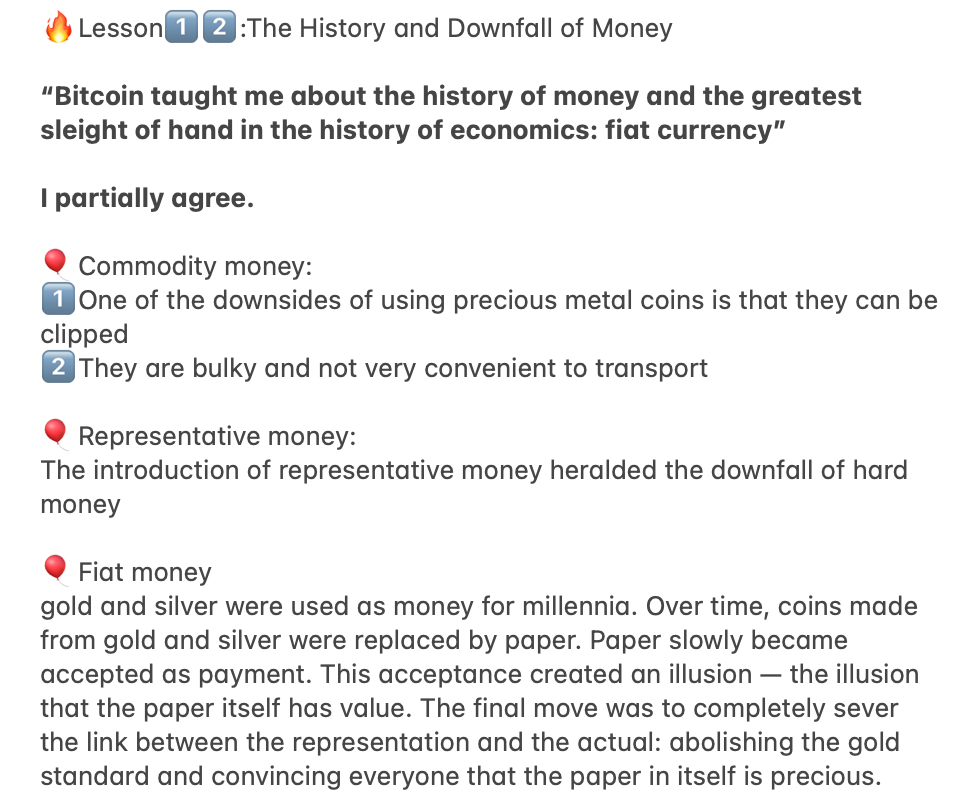 🔥Lesson1️⃣2️⃣:The History and Downfall of Money
“Bitcoin taught me about the history of money and the greatest
sleight of hand in the history of economics: fiat currency”
I partially agree.
🎈 Commodity money:
1️⃣One of the downsides of using precious metal coins is that they can be
clipped
2️⃣They are bulky and not very convenient to transport
🎈 Representative money:
The introduction of representative money heralded the downfall of hard
money
🎈 Fiat money
gold and silver were used as money for millennia. Over time, coins made
from gold and silver were replaced by paper. Paper slowly became
accepted as payment. This acceptance created an illusion — the illusion
that the paper itself has value. The final move was to completely sever
the link between the representation and the actual: abolishing the gold
standard and convincing everyone that the paper in itself is precious.